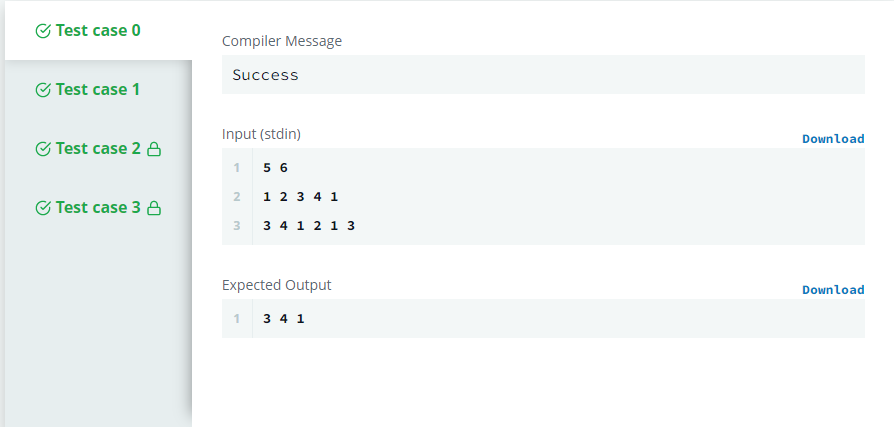 Test case 0
Test case 1
Test case 2
Test case 3
Compiler Message
Success
Input (stdin)
Download
1 5 6
2 1 2 3 4 1
3 3 4 1 2 1 3
Expected Output
Download
1 3 4 1